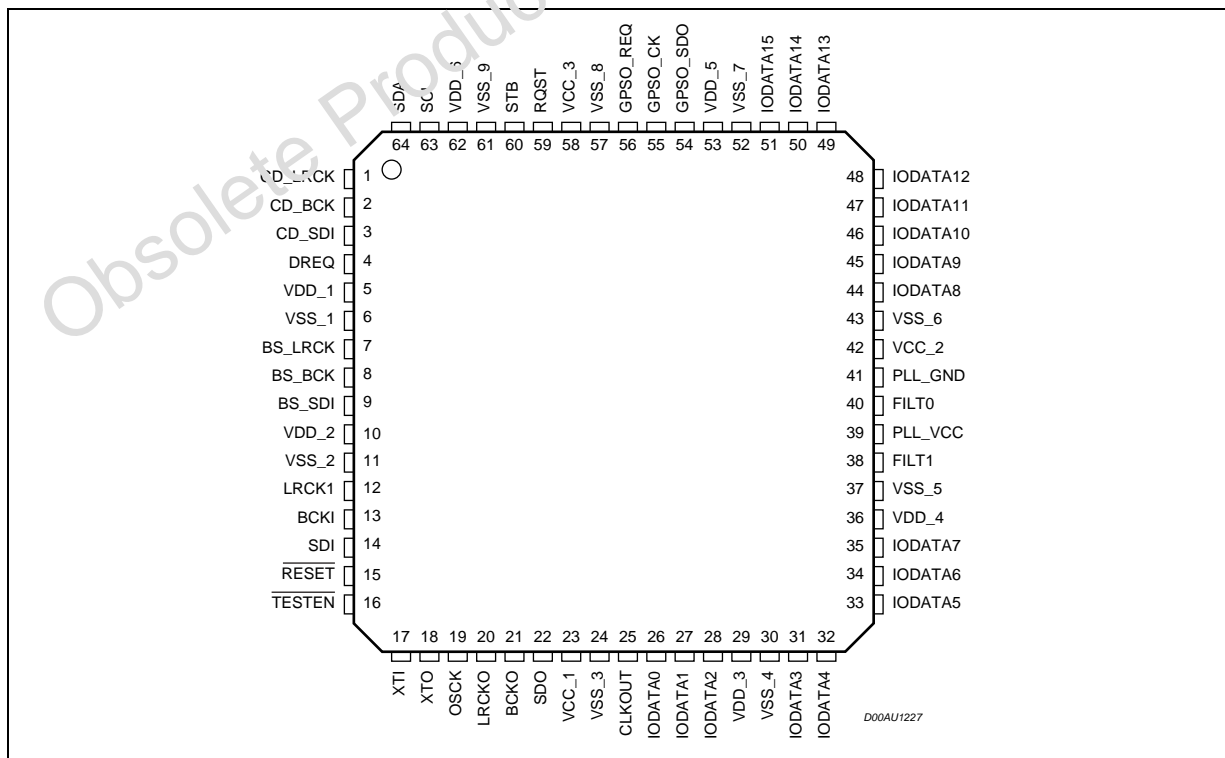 Obsolete Produc
SDA
SCL
VDD_6
VSS_9
STB
RQST
VCC_3
VSS_8
GPSO_REQ
GPSO_CK
GPSO_SDO
VDD_5
VSS_7
IODATA15
IODATA14
IODATA13
64 63 62 61 60 59 58 57 56 55 54 53 52 51 50 49
CD_LRCK 1
CD_BCK 2
CD_SDI 3
DREQ 4
VDD_1 5
VSS_1 6
BS_LRCK 7
BS_BCK 8
BS_SDI 9
VDD_2 10
VSS_2 11
LRCK1 12
BCKI 13
SDI 14
RESET 15
TESTEN 16
48 IODATA12
47 IODATA11
46 IODATA10
45 IODATA9
44 IODATA8
43 VSS_6
42 VCC_2
41 PLL_GND
40 FILT0
39 PLL_VCC
38 FILT1
37 VSS_5
36 VDD_4
35 IODATA7
34 IODATA6
33 IODATA5
17 18 19 20 21 22 23 24 25 26 27 28 29 30 31 32
XTI
XTO
OSCK
LRCKO
BCKO
SDO
VCC_1
VSS_3
CLKOUT
IODATA0
IODATA1
IODATA2
VDD_3
VSS_4
IODATA3
IODATA4
D00AU1227